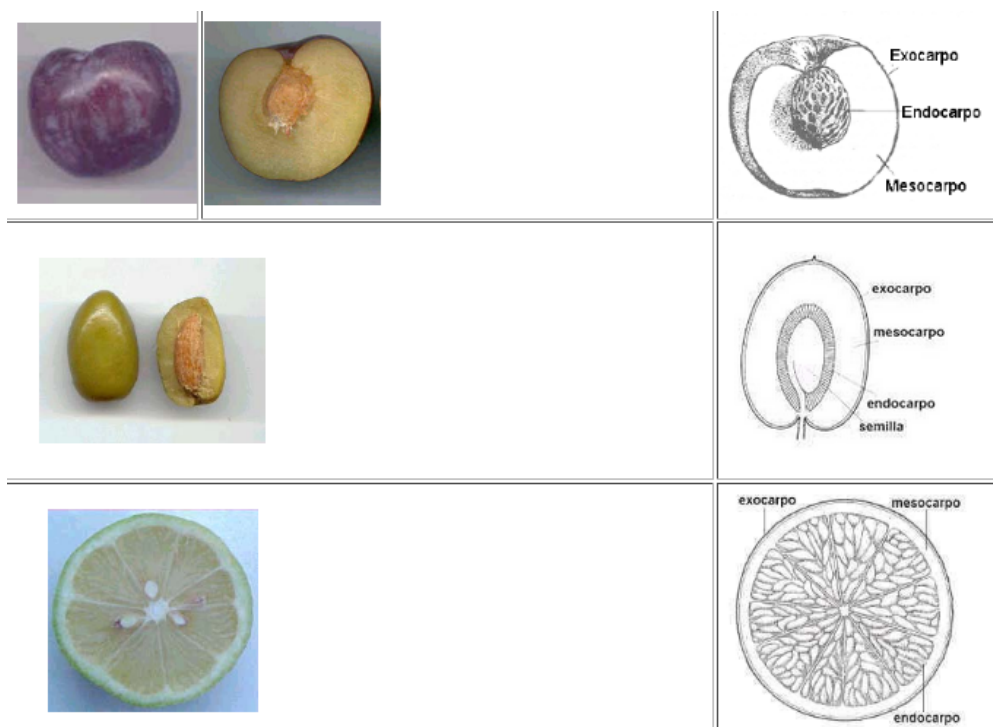 Exocarpo
Endocarpo
Mesocarpo
exocarpo
mesocarpo
endocarpo
semilla
exocarpo
mesocarpo
endocarpo